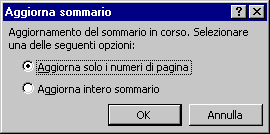 Aggiorna sommario
Aggiornamento del sommario in corso. Selezionare
una delle seguenti opzioni:
Aggiorna solo i numeri di pagina
Aggiorna intero sommario
OK
Annulla